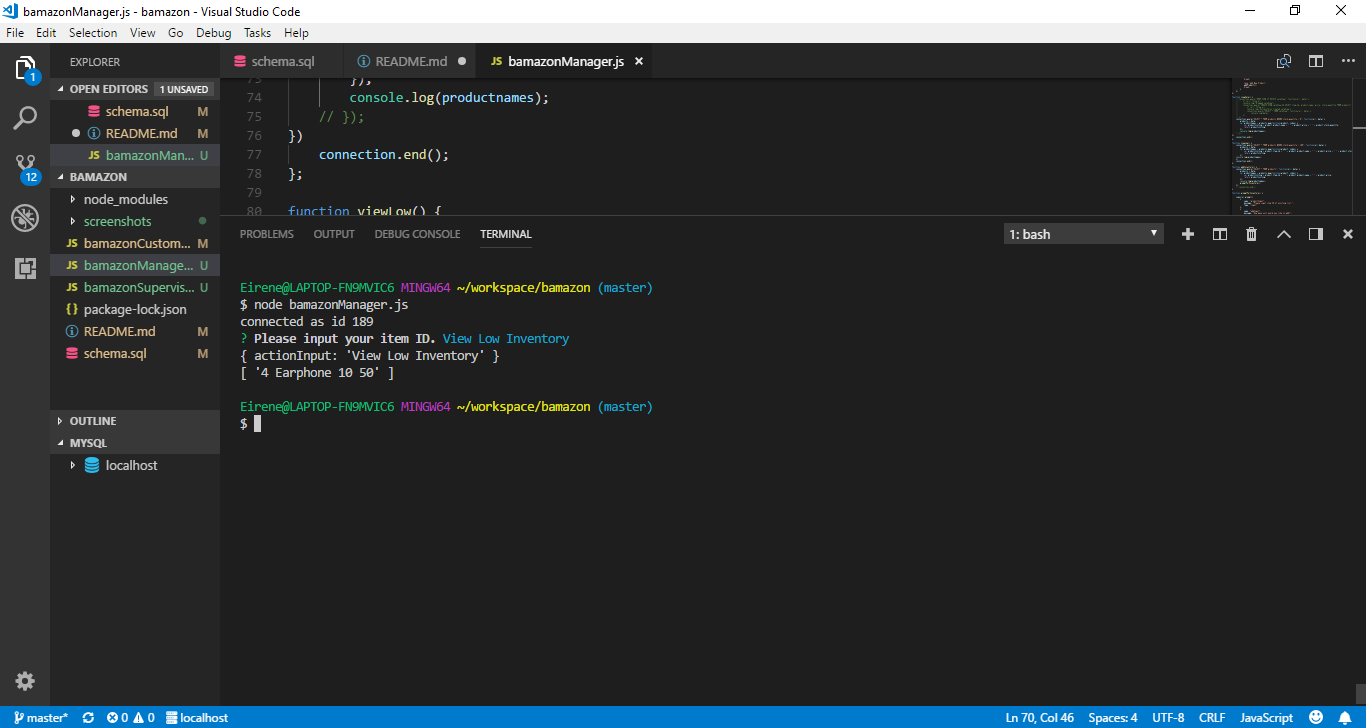 bamazonManager.js - bamazon - Visual Studio Code
File Edit Selection View Go Debug Tasks Help
EXPLORER
OPEN EDITORS 1 UNSAVED
schema.sql M
README.md M
JS bamazonMan... U
BAMAZON
node_modules
screenshots
JS bamazonCustom... M
JS bamazonManage... U
JS bamazonSupervis... U
{} package-lock.json
README.md M
schema.sql M
OUTLINE
MYSQL
localhost
1
12
schema.sql README.md JS bamazonManager.js
73 });
74 console.log(productnames);
75 // });
76 })
77 connection.end();
78 };
79
80 function viewLow() {
PROBLEMS OUTPUT DEBUG CONSOLE TERMINAL 1: bash
Eirene@LAPTOP-FN9MVIC6 MINGW64 ~/workspace/bamazon (master)
$ node bamazonManager.js
connected as id 189
? Please input your item ID. View Low Inventory
{ actionInput: 'View Low Inventory' }
[ '4 Earphone 10 50' ]
Eirene@LAPTOP-FN9MVIC6 MINGW64 ~/workspace/bamazon (master)
$
master* 0 0 localhost Ln 70, Col 46 Spaces: 4 UTF-8 CRLF JavaScript